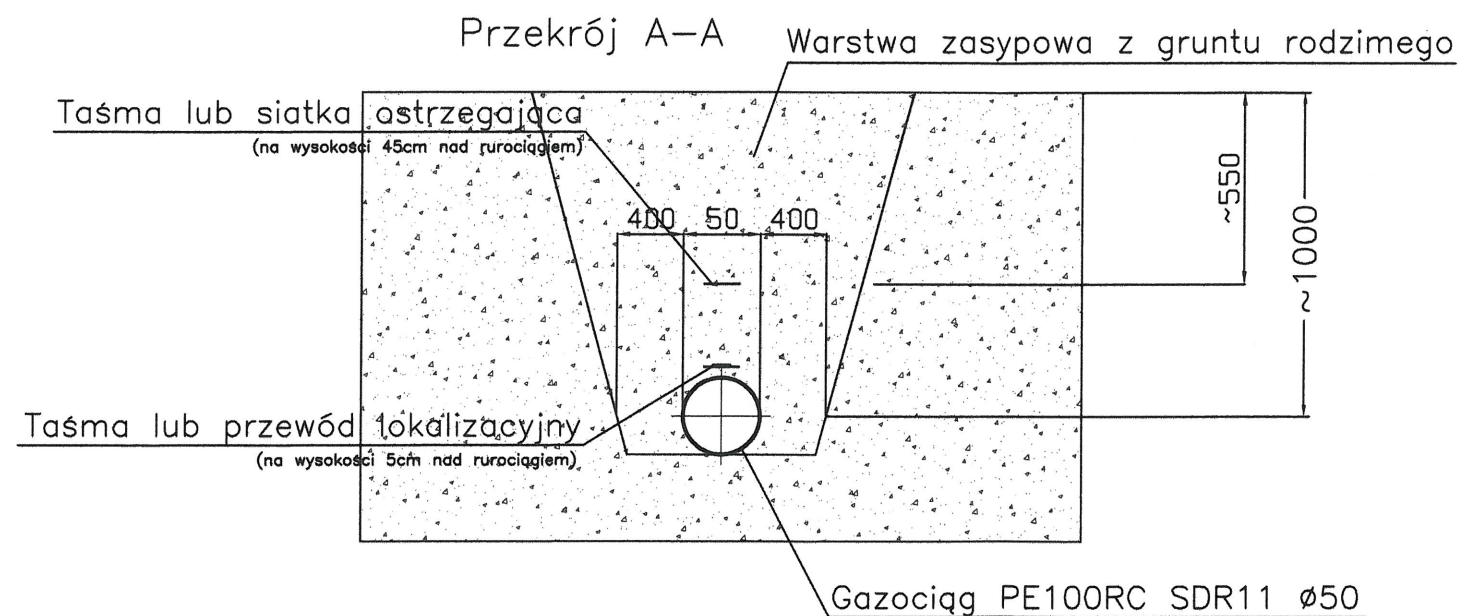 Przekrój A-A
Warstwa zasypowa z gruntu rodzimego
Taśma lub siatka ostrzegająca
(na wysokości 45cm nad rurociągiem)
400 50 400
~550
~1000
Taśma lub przewód lokalizacyjny
(na wysokości 5cm nad rurociągiem)
Gazociąg PE100RC SDR11 ø50